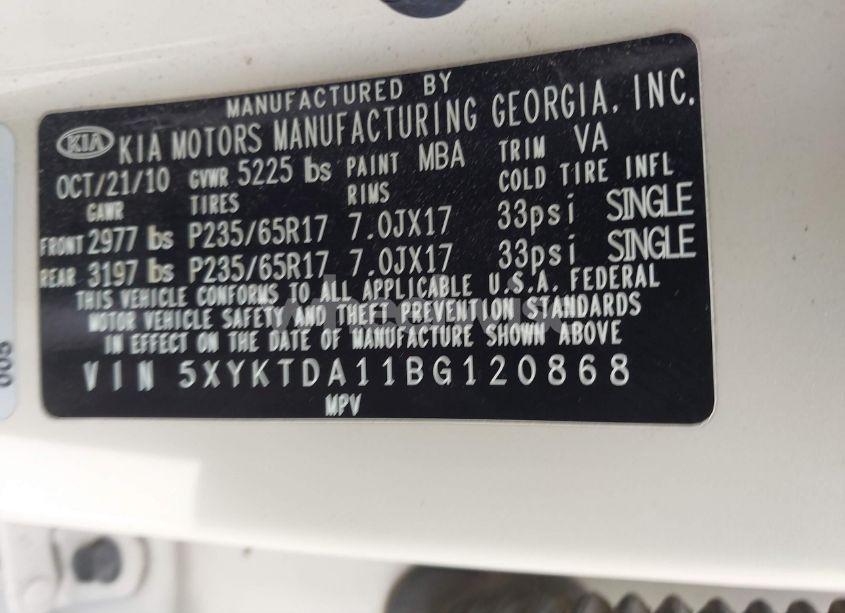 MANUFACTURED BY
KIA KIA MOTORS MANUFACTURING GEORGIA, INC.
OCT/21/10 GVWR 5225 lbs PAINT MBA TRIM VA
GAWR TIRES RIMS COLD TIRE INFL
FRONT 2977 lbs P235/65R17 7.0JX17 33psi SINGLE
REAR 3197 lbs P235/65R17 7.0JX17 33psi SINGLE
THIS VEHICLE CONFORMS TO ALL APPLICABLE U.S.A. FEDERAL
MOTOR VEHICLE SAFETY AND THEFT PREVENTION STANDARDS
IN EFFECT ON THE DATE OF MANUFACTURE SHOWN ABOVE
VIN 5XYKTDA11BG120868
MPV